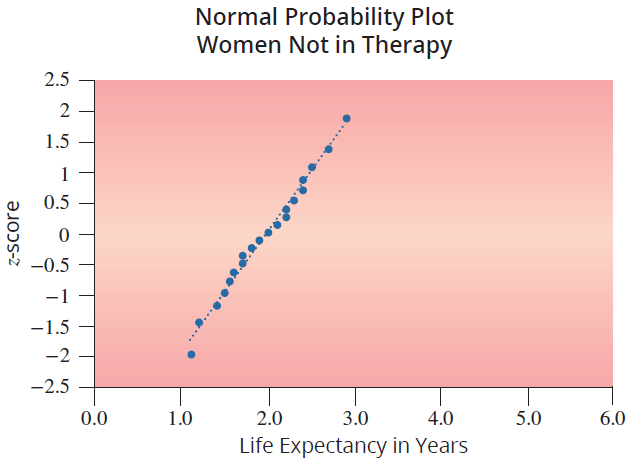 Normal Probability Plot
Women Not in Therapy
2.5
2
1.5
1
0.5
0
−0.5
−1
−1.5
−2
−2.5
z-score
0.0 1.0 2.0 3.0 4.0 5.0 6.0
Life Expectancy in Years